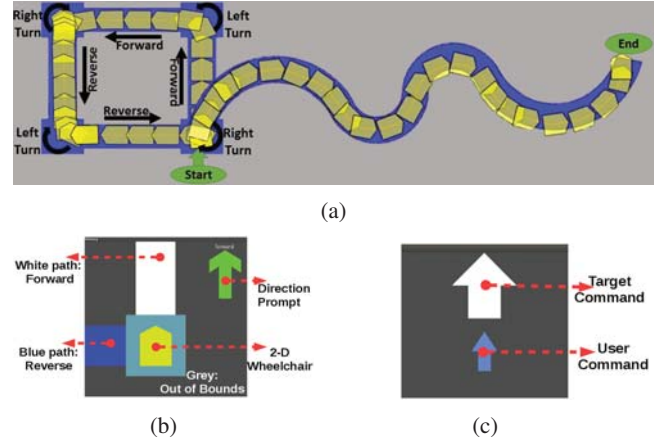 Right
Turn
Left
Turn
Forward
Reverse
Forward
Reverse
Left
Turn
Right
Turn
Start
End
(a)
White path:
Forward
forward
Direction
Prompt
Blue path:
Reverse
2-D
Wheelchair
Grey:
Out of Bounds
(b)
Target
Command
User
Command
(c)